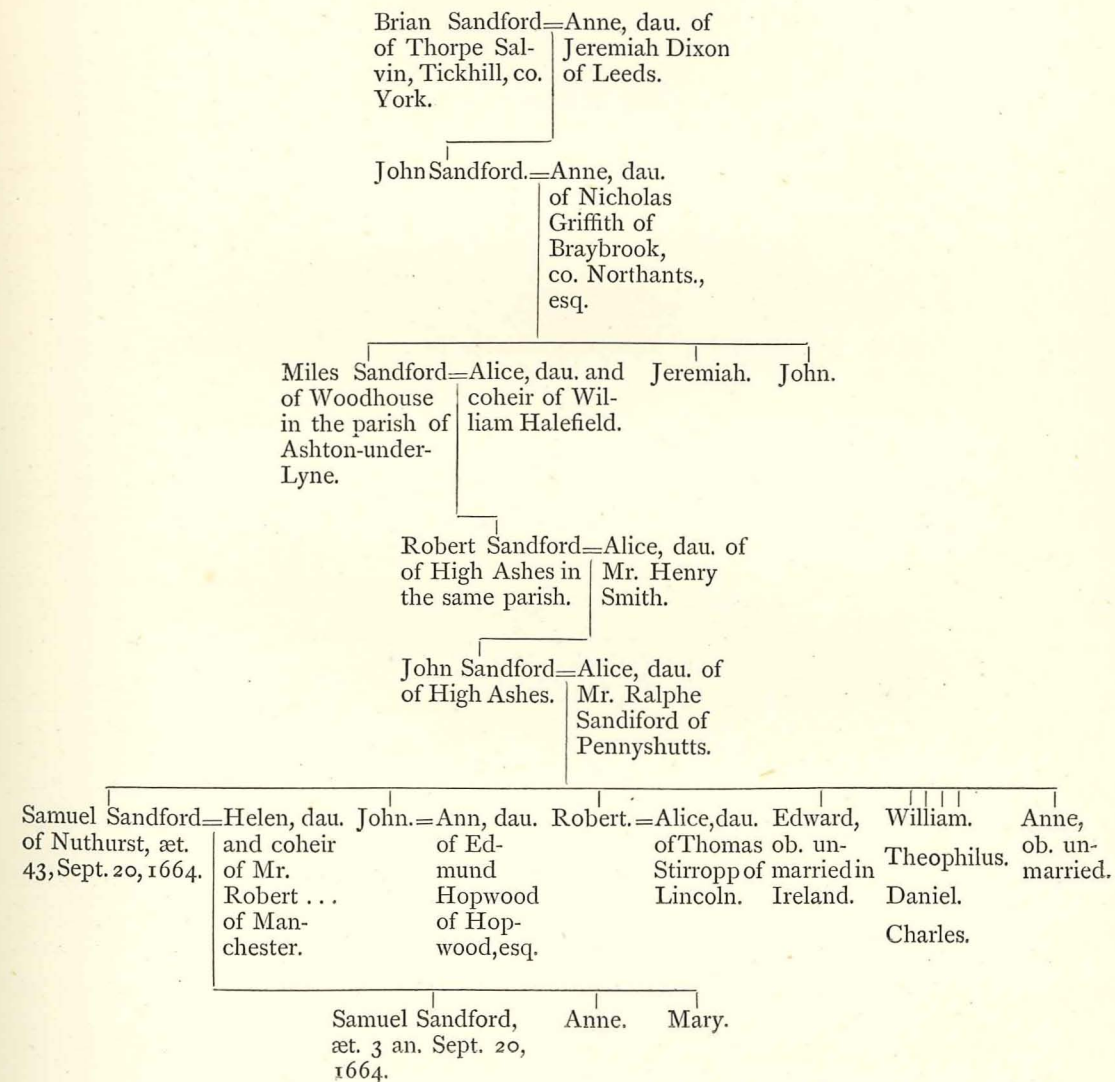 Brian Sandford=Anne, dau. of
of Thorpe Sal- Jeremiah Dixon
vin, Tickhill, co. of Leeds.
York.
John Sandford.=Anne, dau.
of Nicholas
Griffith of
Braybrook,
co. Northants.,
esq.
Miles Sandford=Alice, dau. and Jeremiah. John.
of Woodhouse coheir of Wil-
in the parish of liam Halefield.
Ashton-under-
Lyne.
Robert Sandford=Alice, dau. of
of High Ashes in Mr. Henry
the same parish. Smith.
John Sandford=Alice, dau. of
of High Ashes. Mr. Ralphe
Sandiford of
Pennyshutts.
Samuel Sandford=Helen, dau. John.=Ann, dau. Robert.=Alice, dau. Edward, William. Anne,
of Nuthurst, æt. and coheir of Ed- of Thomas ob. un- Theophilus. ob. un-
43, Sept. 20, 1664. of Mr. mund Stirropp of married in married.
Robert ... Hopwood Lincoln. Ireland. Daniel.
of Man- of Hop- Charles.
chester. wood, esq.
Samuel Sandford, Anne. Mary.
æt. 3 an. Sept. 20,
1664.